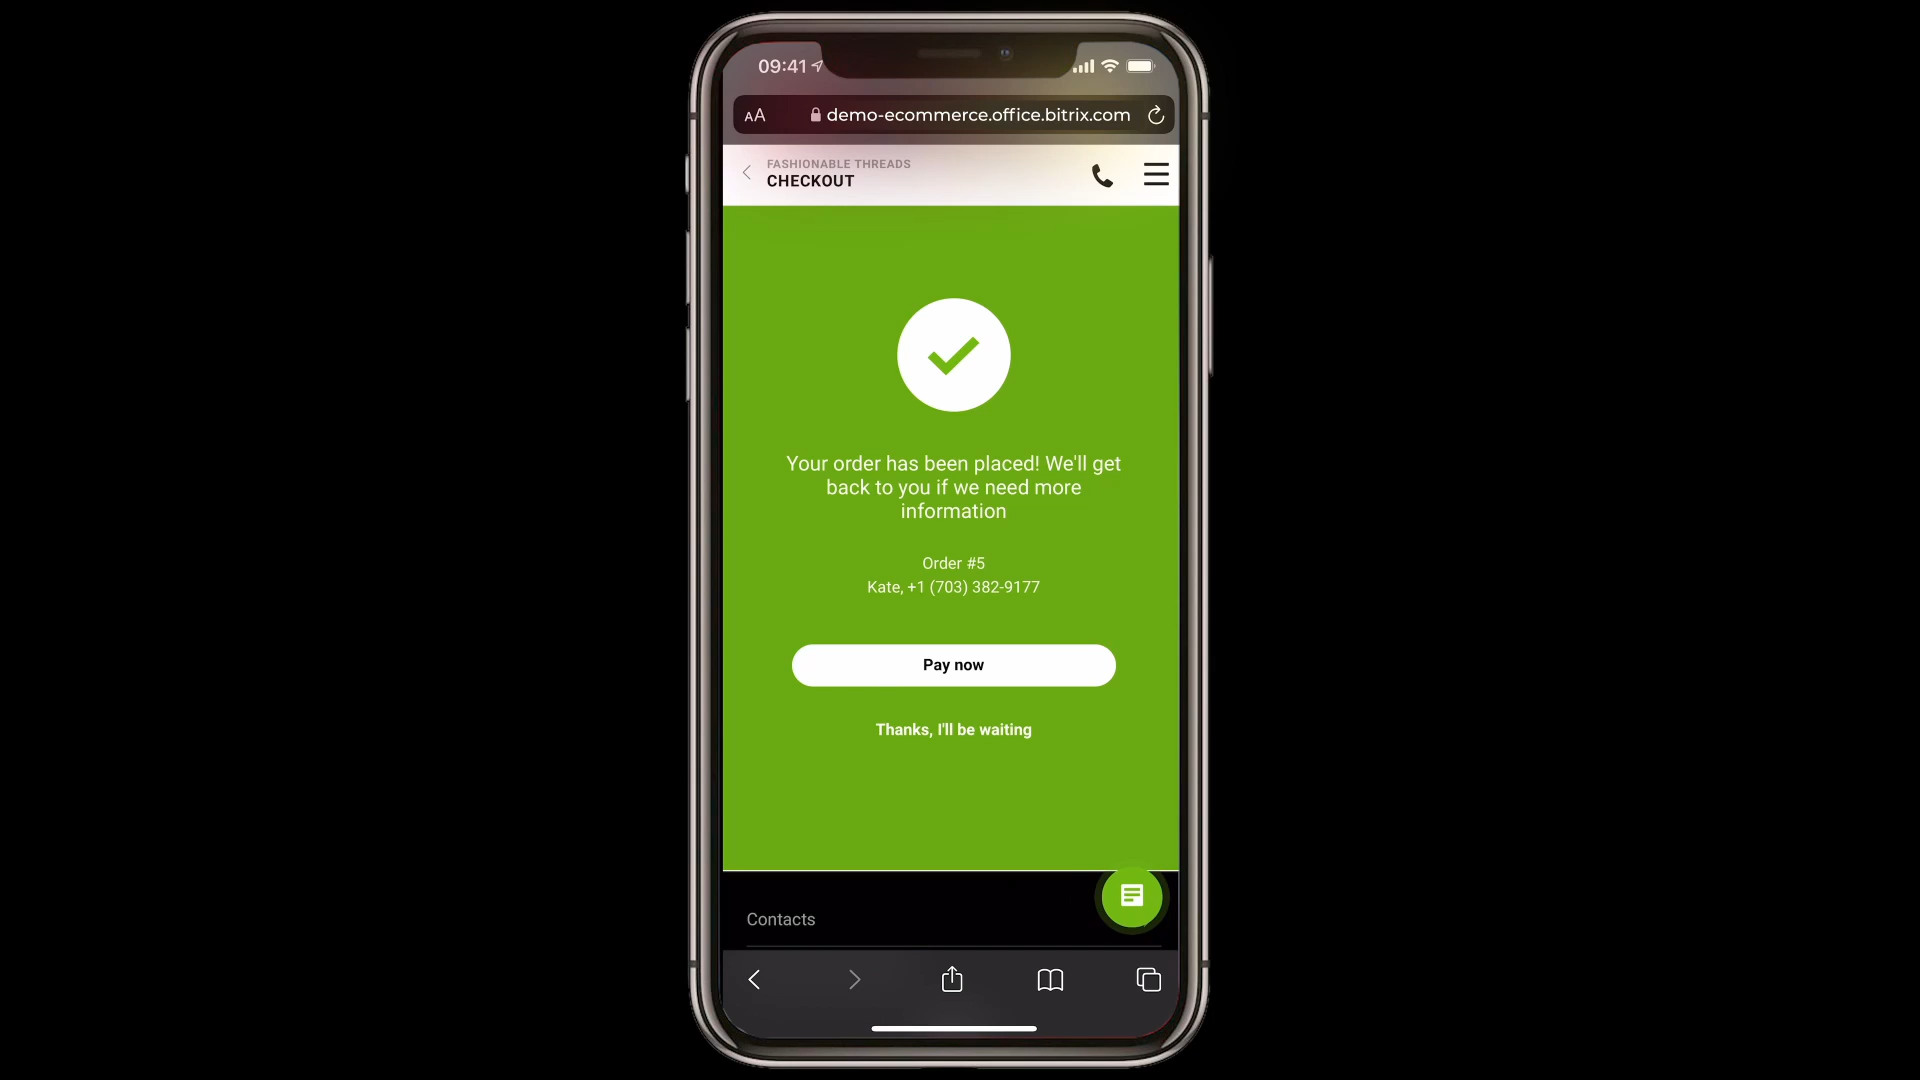 09:41
AA demo-ecommerce.office.bitrix.com
FASHIONABLE THREADS
CHECKOUT
Your order has been placed! We'll get
back to you if we need more
information
Order #5
Kate, +1 (703) 382-9177
Pay now
Thanks, I'll be waiting
Contacts